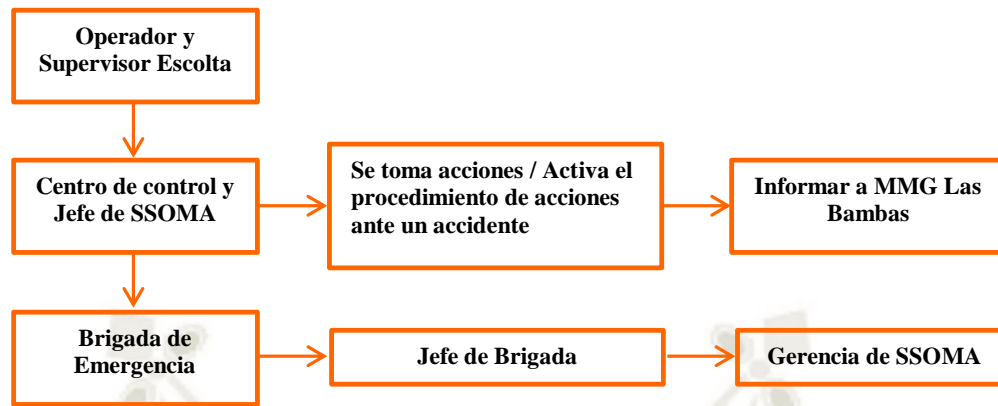 Operador y
Supervisor Escolta
Centro de control y
Jefe de SSOMA
Se toma acciones / Activa el
procedimiento de acciones
ante un accidente
Informar a MMG Las
Bambas
Brigada de
Emergencia
Jefe de Brigada
Gerencia de SSOMA